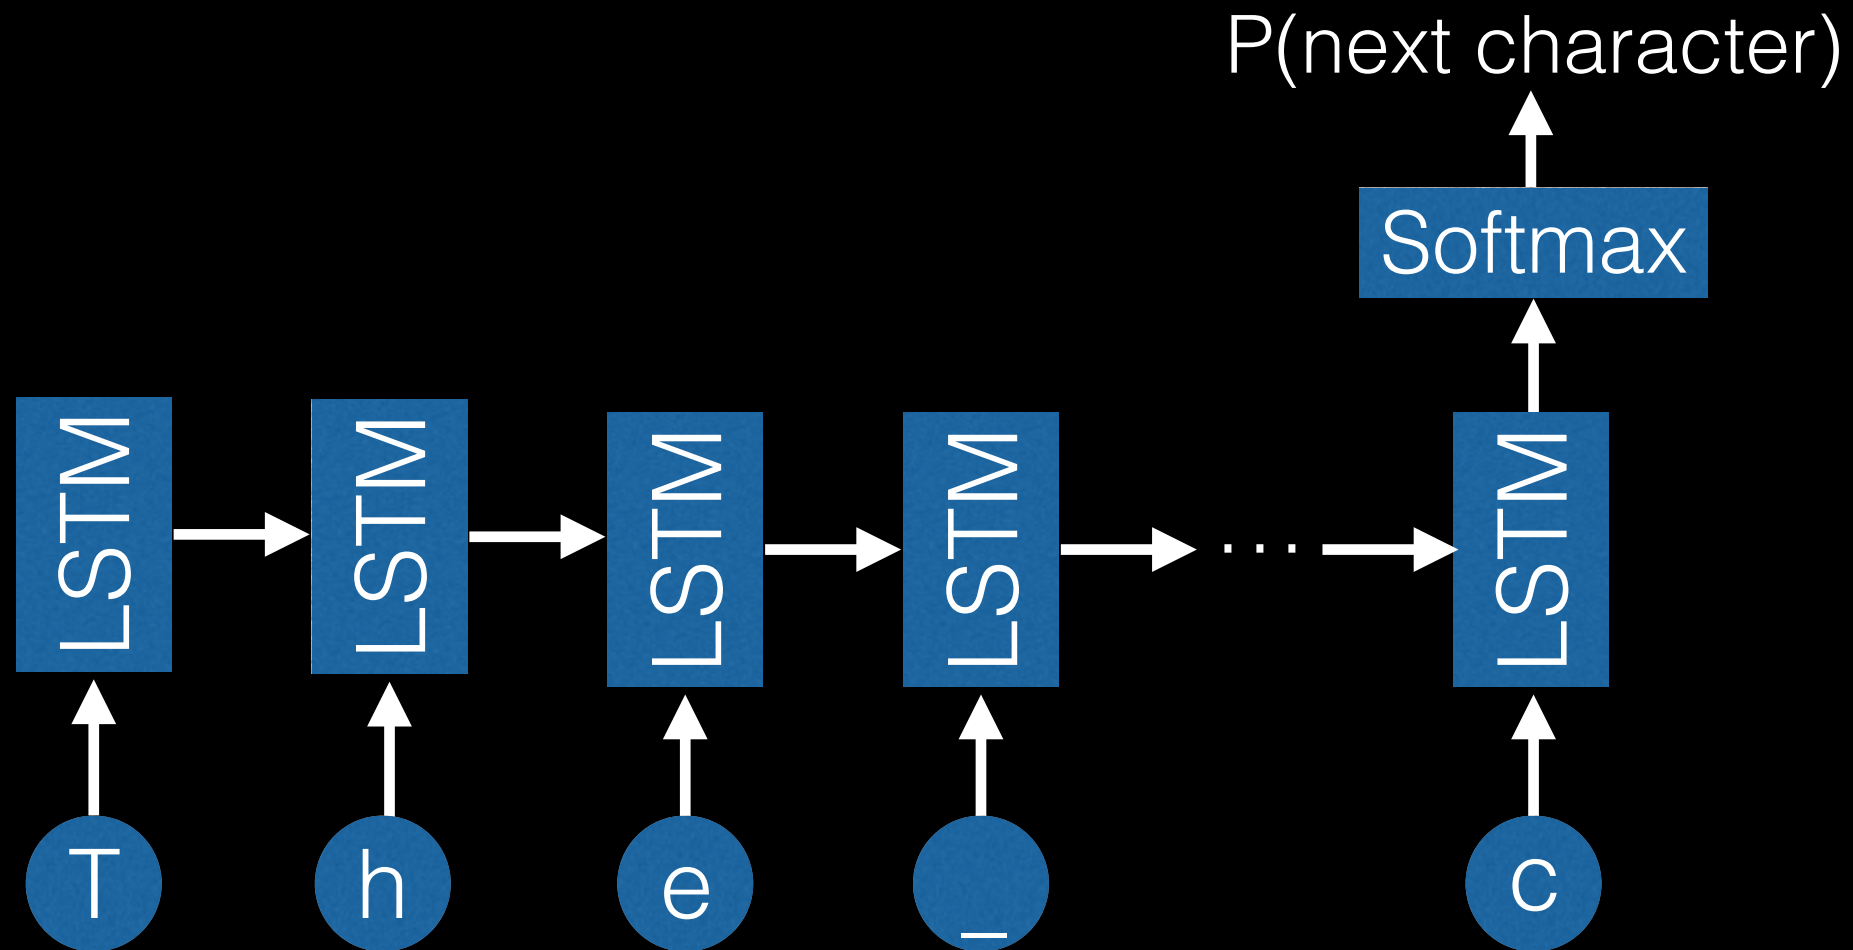 P(next character)
Softmax
LSTM
LSTM
LSTM
LSTM
...
LSTM
T
h
e
_
c